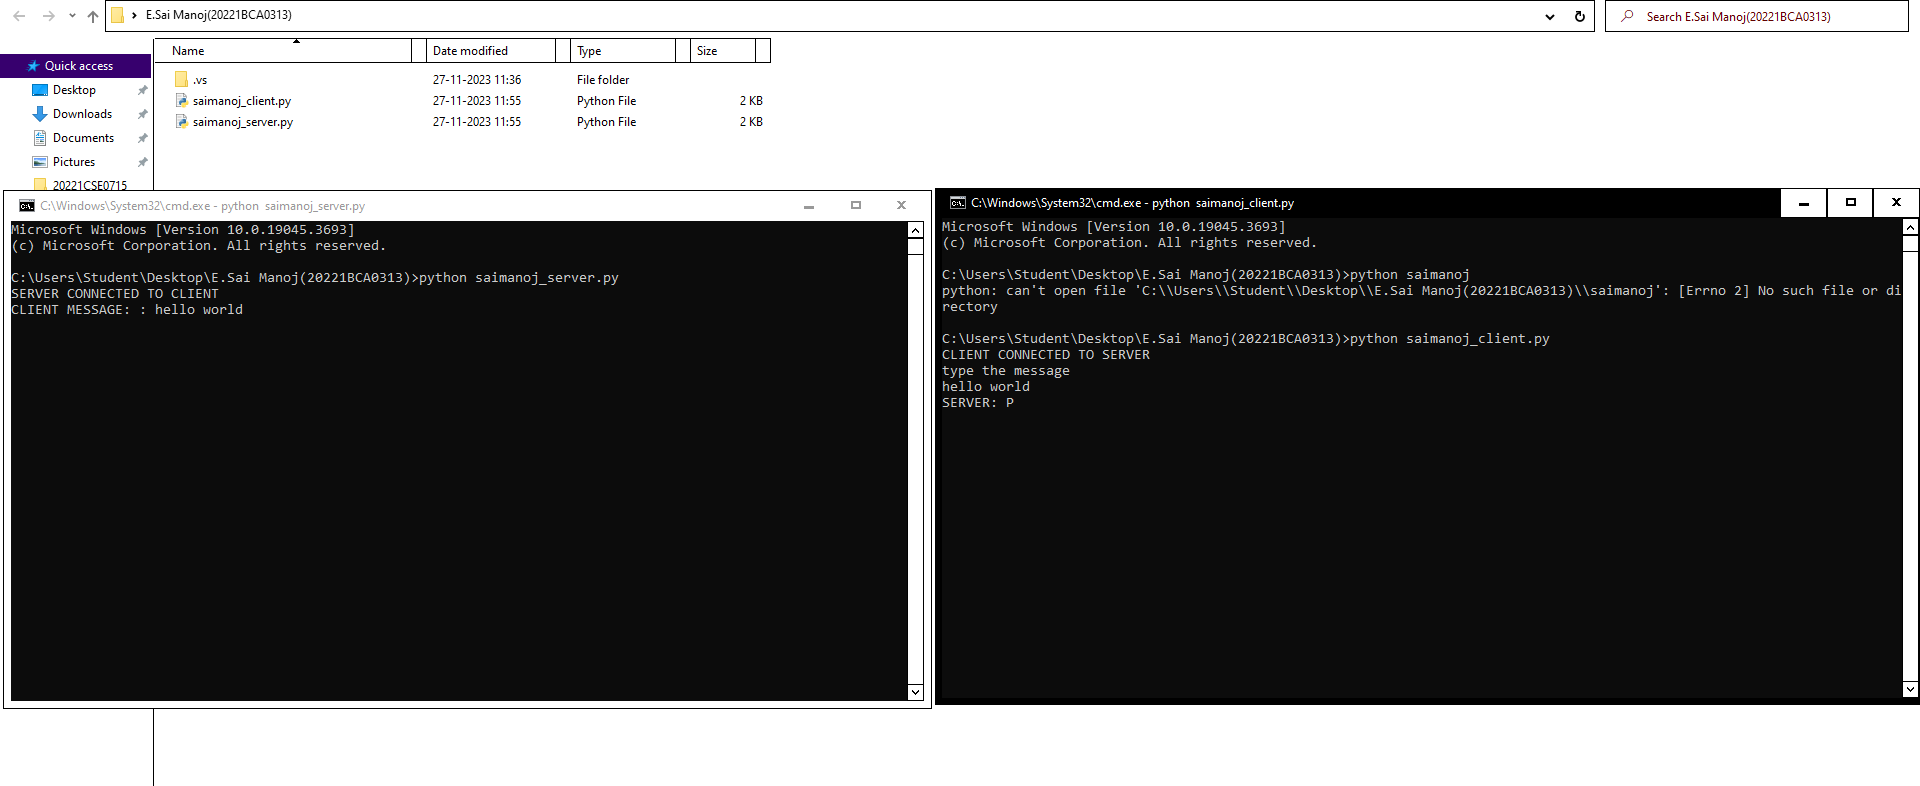 E.Sai Manoj(20221BCA0313)
Search E.Sai Manoj(20221BCA0313)
Name Date modified Type Size
Quick access
Desktop
Downloads
Documents
Pictures
20221CSE0715
.vs 27-11-2023 11:36 File folder
saimanoj_client.py 27-11-2023 11:55 Python File 2 KB
saimanoj_server.py 27-11-2023 11:55 Python File 2 KB
C:\Windows\System32\cmd.exe - python saimanoj_server.py
Microsoft Windows [Version 10.0.19045.3693]
(c) Microsoft Corporation. All rights reserved.
C:\Users\Student\Desktop\E.Sai Manoj(20221BCA0313)>python saimanoj_server.py
SERVER CONNECTED TO CLIENT
CLIENT MESSAGE: : hello world
C:\Windows\System32\cmd.exe - python saimanoj_client.py
Microsoft Windows [Version 10.0.19045.3693]
(c) Microsoft Corporation. All rights reserved.
C:\Users\Student\Desktop\E.Sai Manoj(20221BCA0313)>python saimanoj
python: can't open file 'C:\\Users\\Student\\Desktop\\E.Sai Manoj(20221BCA0313)\\saimanoj': [Errno 2] No such file or di
rectory
C:\Users\Student\Desktop\E.Sai Manoj(20221BCA0313)>python saimanoj_client.py
CLIENT CONNECTED TO SERVER
type the message
hello world
SERVER: P